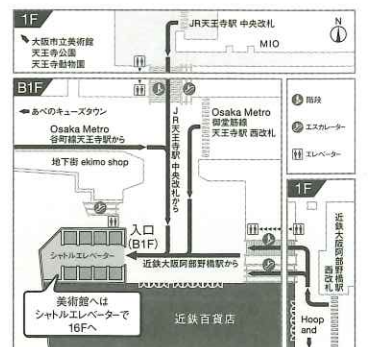 1F
JR天王寺駅 中央改札
MIO
N
大阪市立美術館
天王寺公園
天王寺動物園
B1F
あべのキューズタウン
Osaka Metro
谷町線天王寺駅から
地下街 ekimo shop
JR天王寺駅 中央改札から
Osaka Metro
御堂筋線
天王寺駅 西改札
階段
エスカレーター
エレベーター
1F
近鉄大阪阿部野橋駅
西改札
入口
(B1F)
シャトルエレベーター
近鉄大阪阿部野橋駅から
美術館へは
シャトルエレベーターで
16Fへ
近鉄百貨店
Hoop
and